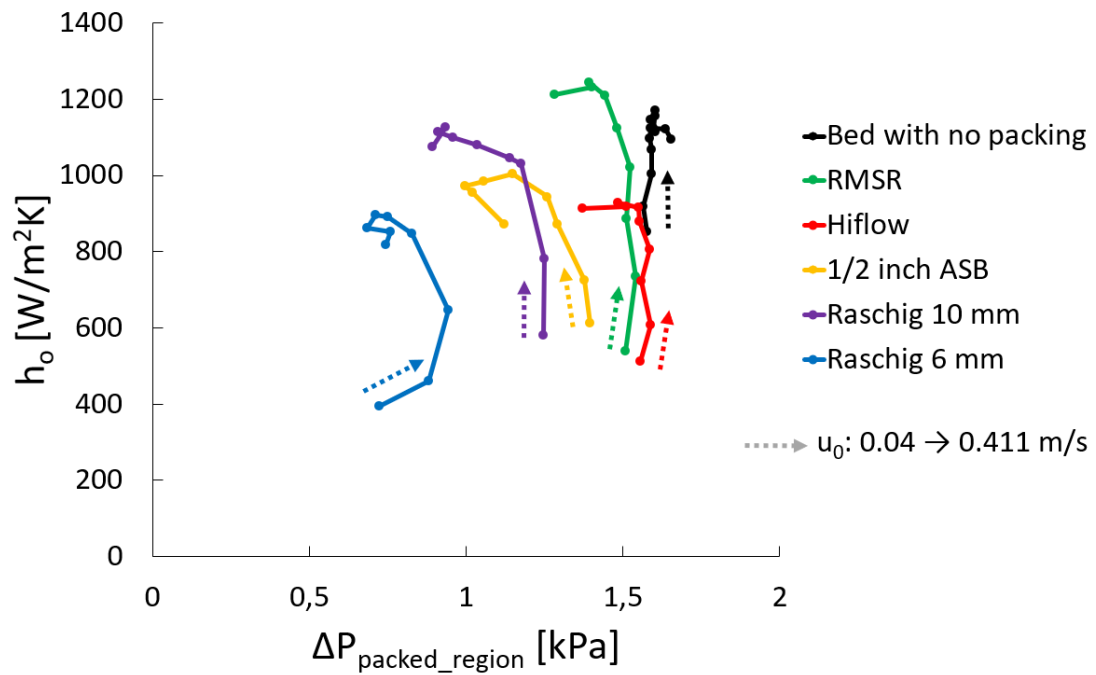 1400
1200
1000
800
600
400
200
0
hₒ [W/m²K]
0
0,5
1
1,5
2
ΔP_packed_region [kPa]
Bed with no packing
RMSR
Hiflow
1/2 inch ASB
Raschig 10 mm
Raschig 6 mm
u₀: 0.04 → 0.411 m/s